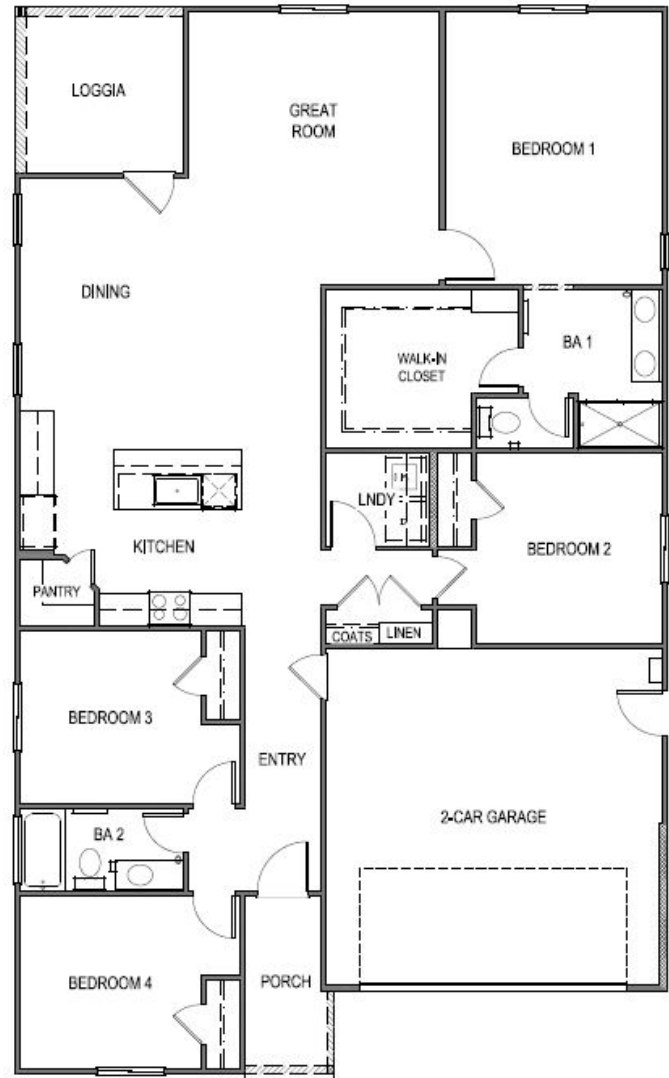 LOGGIA
GREAT
ROOM
BEDROOM 1
DINING
WALK-IN
CLOSET
BA 1
LNDY
BEDROOM 2
KITCHEN
PANTRY
COATS
LINEN
BEDROOM 3
ENTRY
2-CAR GARAGE
BA 2
BEDROOM 4
PORCH